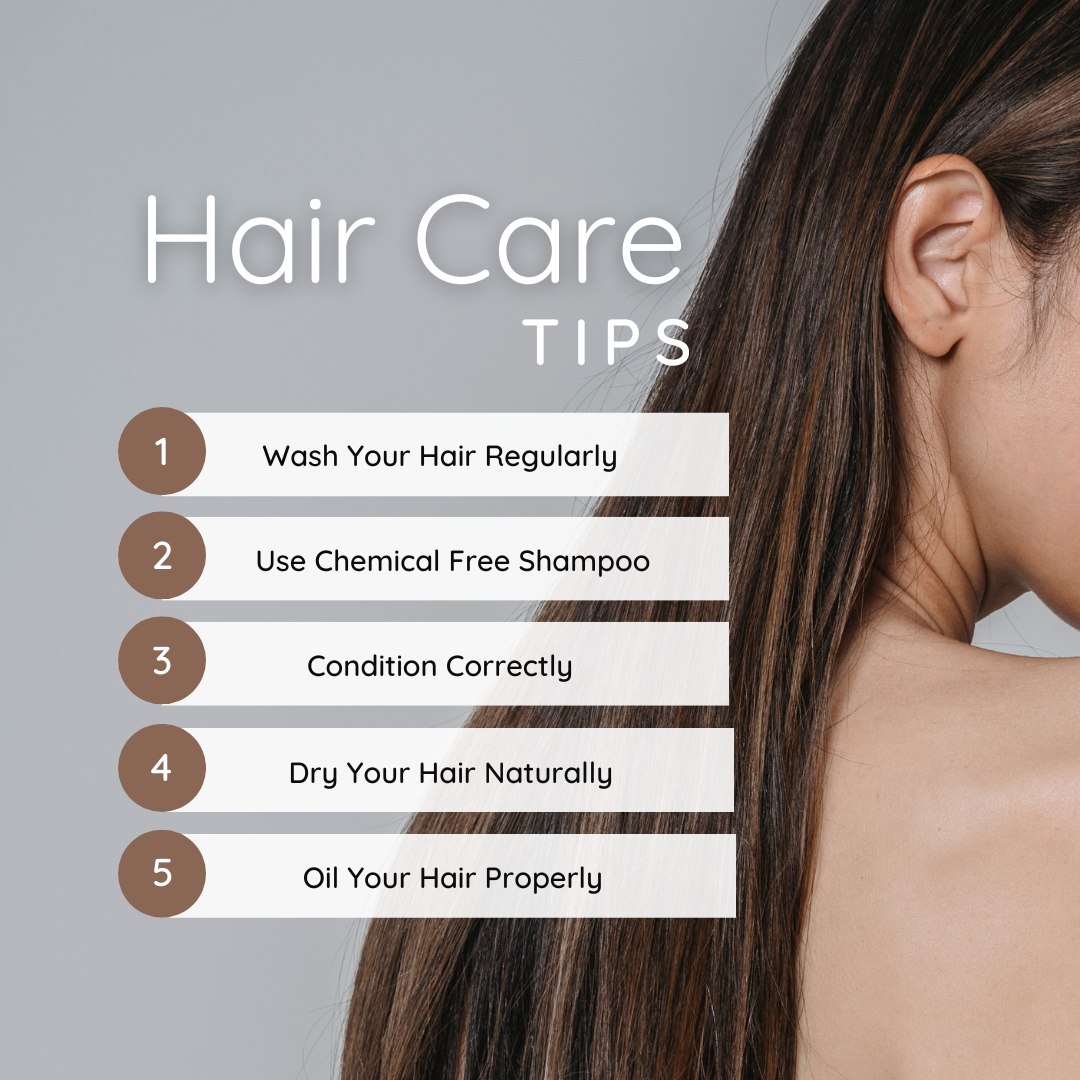 Hair Care
TIPS
1 Wash Your Hair Regularly
2 Use Chemical Free Shampoo
3 Condition Correctly
4 Dry Your Hair Naturally
5 Oil Your Hair Properly